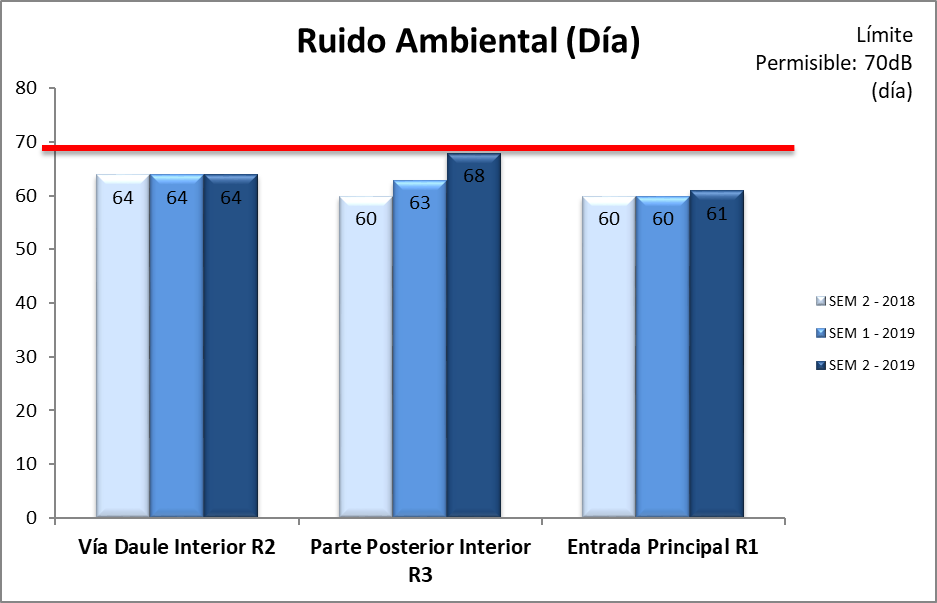 Ruido Ambiental (Día)
Límite
Permisible: 70dB
(día)
80
70
60
50
40
30
20
10
0
64
64
64
60
63
68
60
60
61
Vía Daule Interior R2
Parte Posterior Interior
R3
Entrada Principal R1
SEM 2 - 2018
SEM 1 - 2019
SEM 2 - 2019